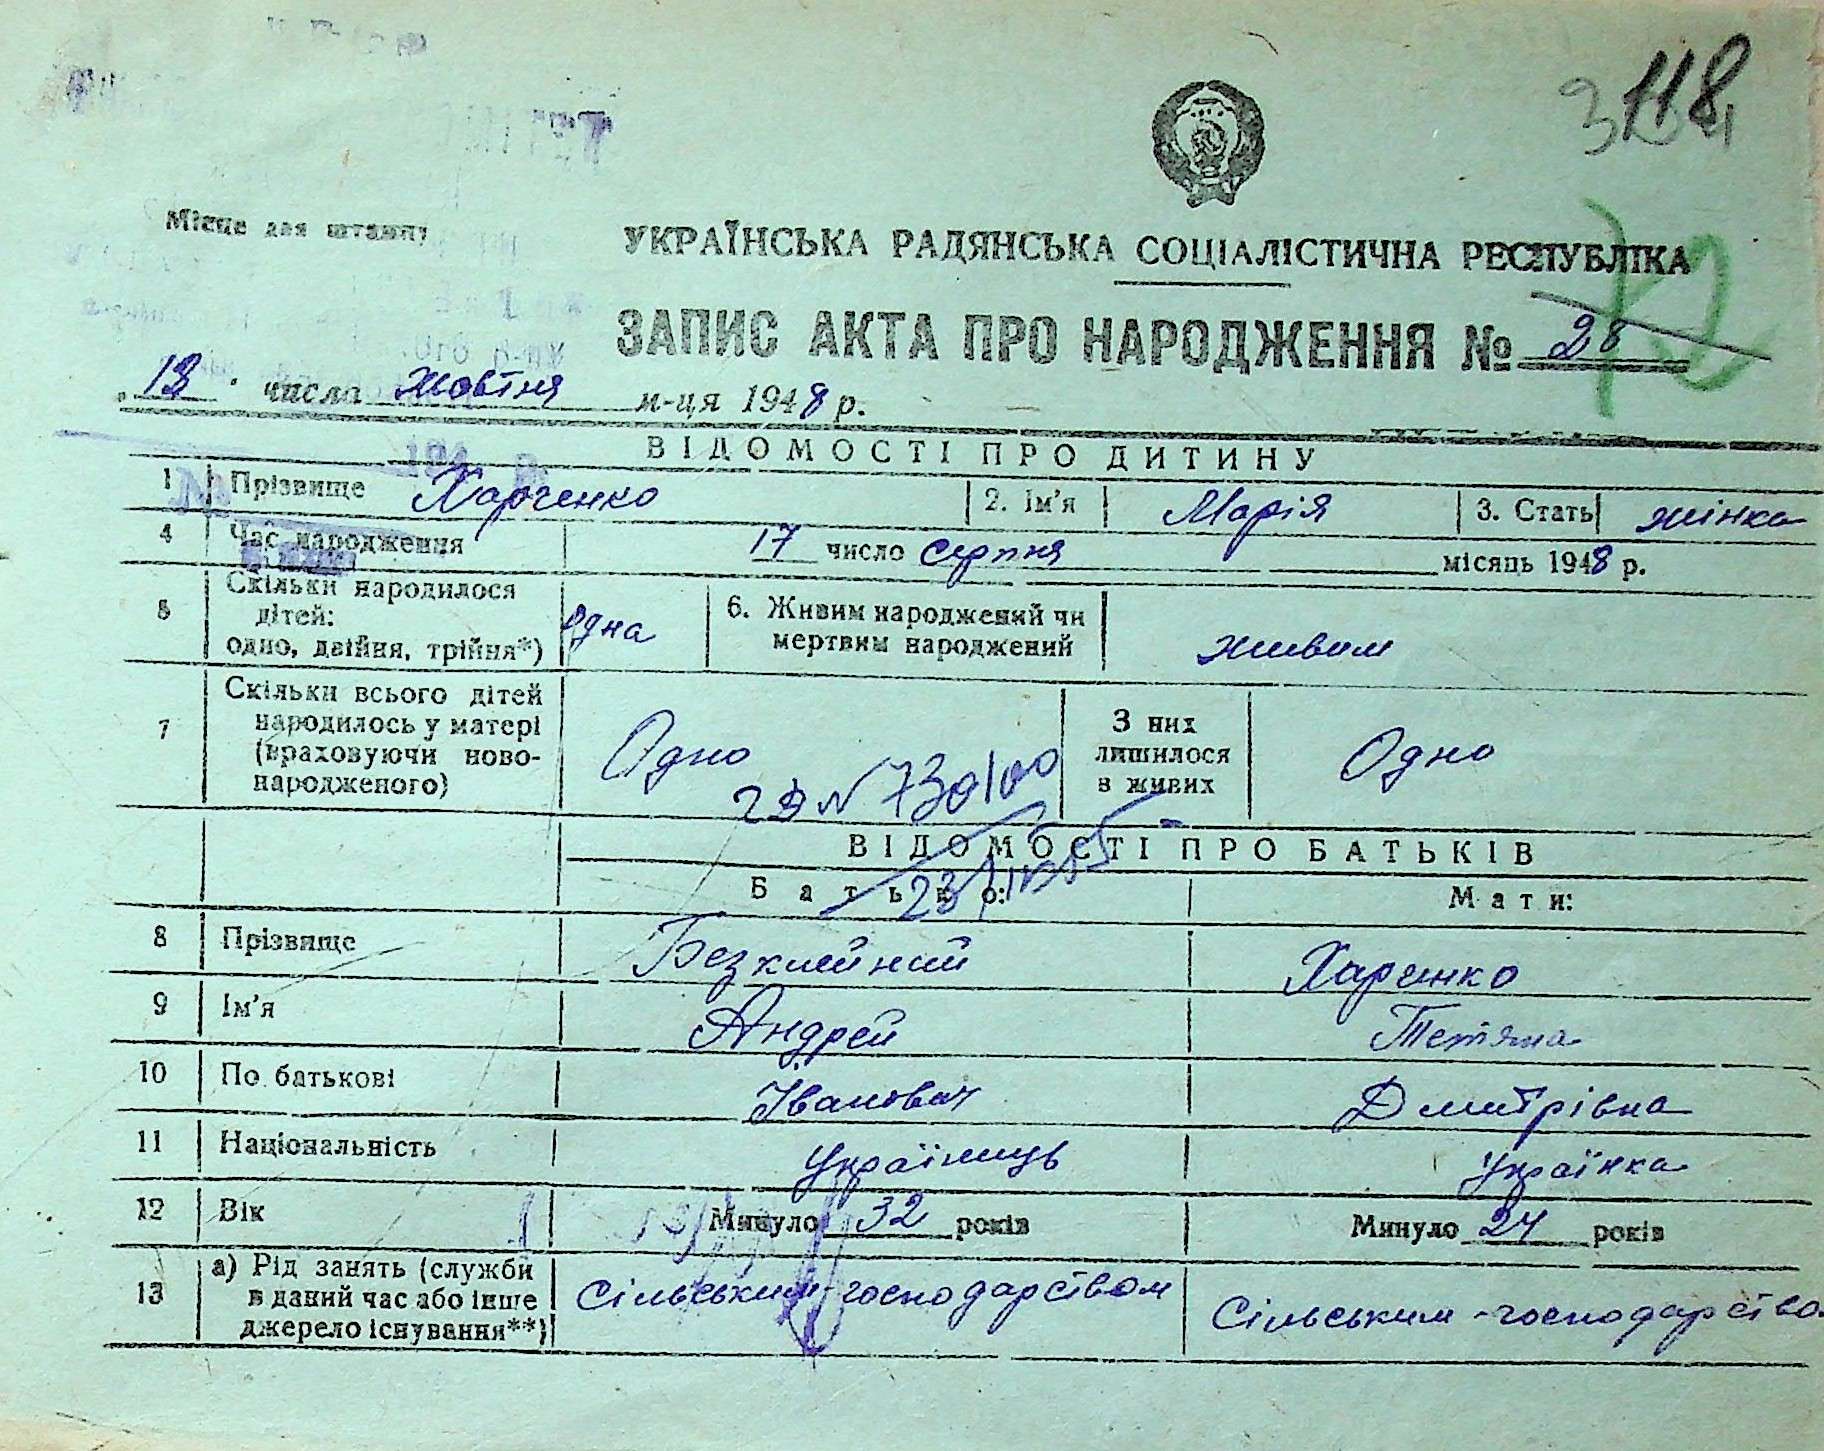 118
Місце для штампу
УКРАЇНСЬКА РАДЯНСЬКА СОЦІАЛІСТИЧНА РЕСПУБЛІКА
ЗАПИС АКТА ПРО НАРОДЖЕННЯ № 28
13 числа жовтня м-ця 1948 р.
ВІДОМОСТІ ПРО ДИТИНУ
1 Прізвище Харченко 2. Ім'я Марія 3. Стать жінка
4 Час народження 17 число серпня місяць 1948 р.
5 Скільки народилося дітей: одно, двійня, трійня*) одна 6. Живим народжений чи мертвим народжений живим
7 Скільки всього дітей народилось у матері (враховуючи новонародженого) Одно З них лишилося в живих Одно
730100
ВІДОМОСТІ ПРО БАТЬКІВ
Батько: Мати:
8 Прізвище Безклейний Харченко
9 Ім'я Андрей Тетяна
10 По батькові Іванович Дмитрівна
11 Національність Українець Українка
12 Вік Минуло 32 років Минуло 24 років
13 а) Рід занять (служби в даний час або інше джерело існування**) Сільським-господарством Сільським-господарство